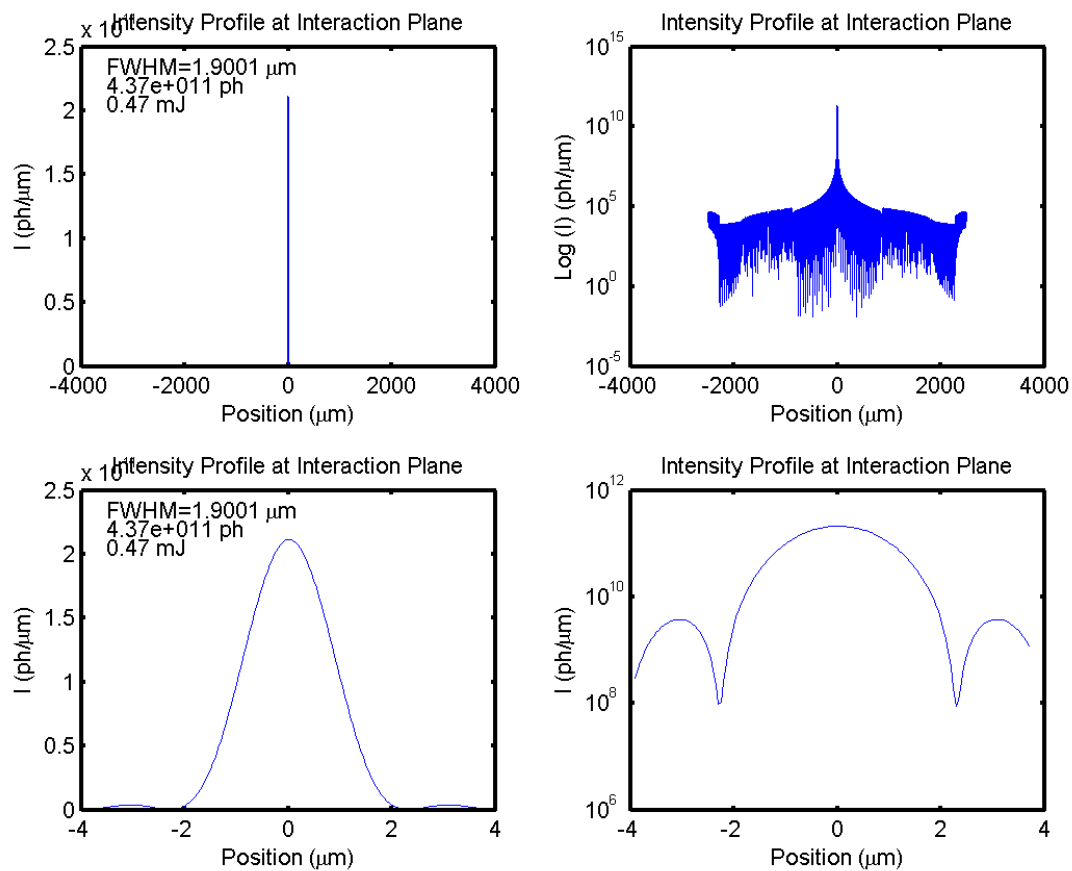 Intensity Profile at Interaction Plane
x 10
2.5
2
1.5
1
0.5
0
I (ph/μm)
FWHM=1.9001 μm
4.37e+011 ph
0.47 mJ
-4000 -2000 0 2000 4000
Position (μm)
Intensity Profile at Interaction Plane
10^15
10^10
10^5
10^0
10^-5
Log (I) (ph/μm)
-4000 -2000 0 2000 4000
Position (μm)
Intensity Profile at Interaction Plane
x 10
2.5
2
1.5
1
0.5
0
I (ph/μm)
FWHM=1.9001 μm
4.37e+011 ph
0.47 mJ
-4 -2 0 2 4
Position (μm)
Intensity Profile at Interaction Plane
10^12
10^10
10^8
10^6
I (ph/μm)
-4 -2 0 2 4
Position (μm)